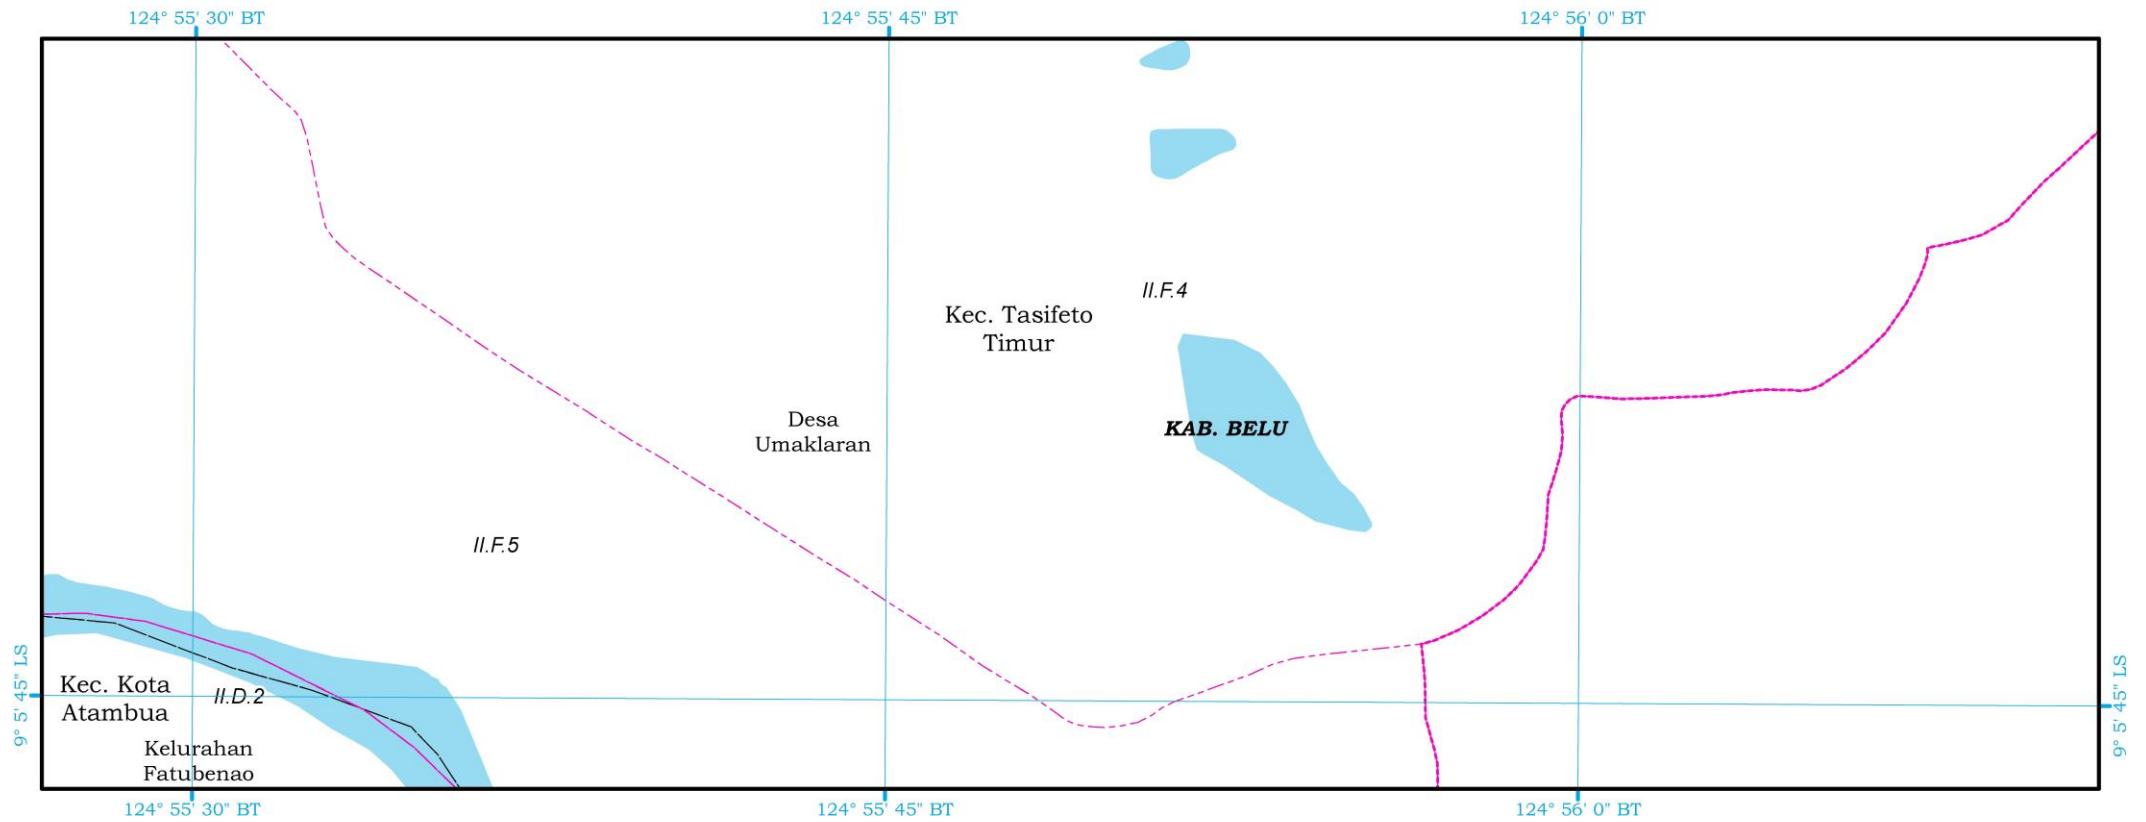 124° 55' 30" BT
124° 55' 45" BT
124° 56' 0" BT
II.F.4
Kec. Tasifeto
Timur
Desa
Umaklaran
KAB. BELU
II.F.5
9° 5' 45" LS
9° 5' 45" LS
Kec. Kota
Atambua
II.D.2
Kelurahan
Fatubenao
124° 55' 30" BT
124° 55' 45" BT
124° 56' 0" BT